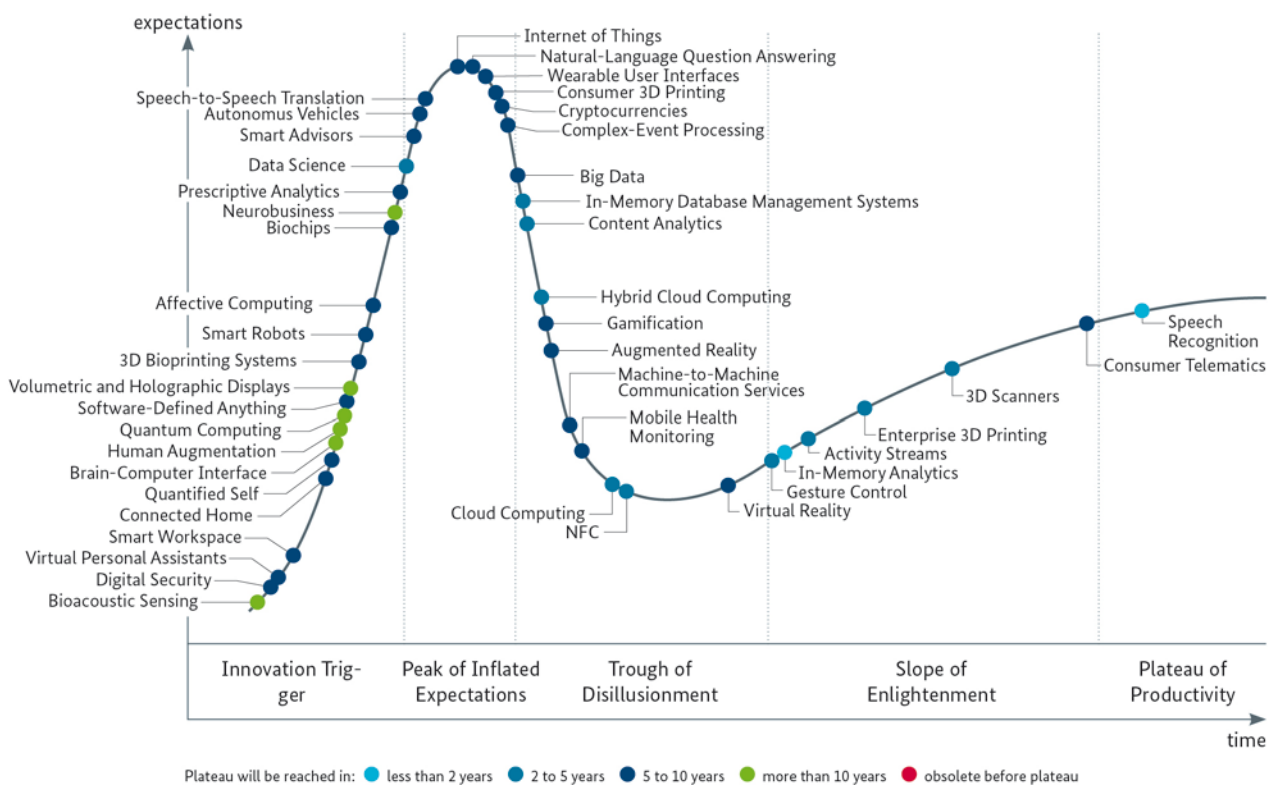 expectations
Internet of Things
Natural-Language Question Answering
Wearable User Interfaces
Consumer 3D Printing
Cryptocurrencies
Complex-Event Processing
Speech-to-Speech Translation
Autonomus Vehicles
Smart Advisors
Data Science
Prescriptive Analytics
Neurobusiness
Biochips
Affective Computing
Smart Robots
3D Bioprinting Systems
Volumetric and Holographic Displays
Software-Defined Anything
Quantum Computing
Human Augmentation
Brain-Computer Interface
Quantified Self
Connected Home
Smart Workspace
Virtual Personal Assistants
Digital Security
Bioacoustic Sensing
Big Data
In-Memory Database Management Systems
Content Analytics
Hybrid Cloud Computing
Gamification
Augmented Reality
Machine-to-Machine
Communication Services
Mobile Health
Monitoring
Cloud Computing
NFC
Virtual Reality
Gesture Control
In-Memory Analytics
Activity Streams
Enterprise 3D Printing
3D Scanners
Consumer Telematics
Speech
Recognition
Innovation Trig-
ger
Peak of Inflated
Expectations
Trough of
Disillusionment
Slope of
Enlightenment
Plateau of
Productivity
time
Plateau will be reached in: less than 2 years 2 to 5 years 5 to 10 years more than 10 years obsolete before plateau